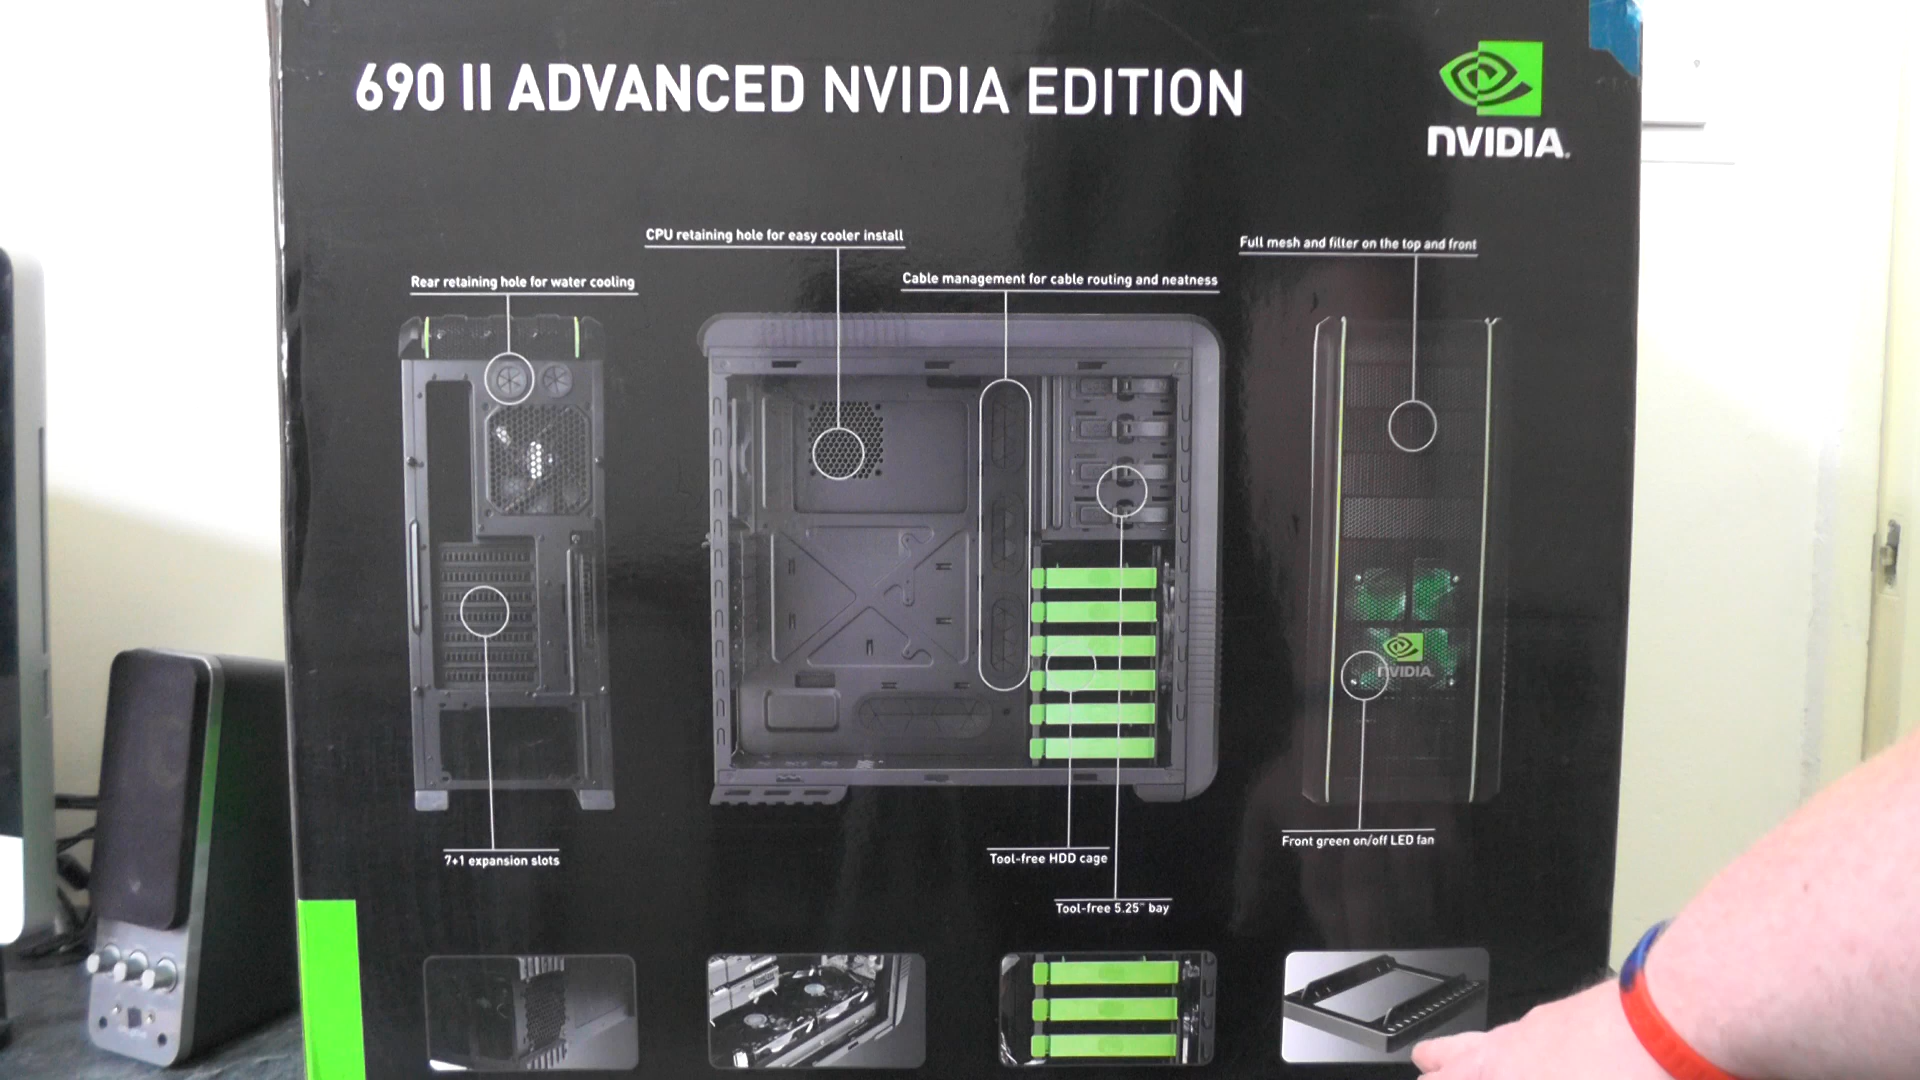 690 II ADVANCED NVIDIA EDITION
NVIDIA.
CPU retaining hole for easy cooler install
Full mesh and filter on the top and front
Rear retaining hole for water cooling
Cable management for cable routing and neatness
NVIDIA.
Front green on/off LED fan
7+1 expansion slots
Tool-free HDD cage
Tool-free 5.25" bay